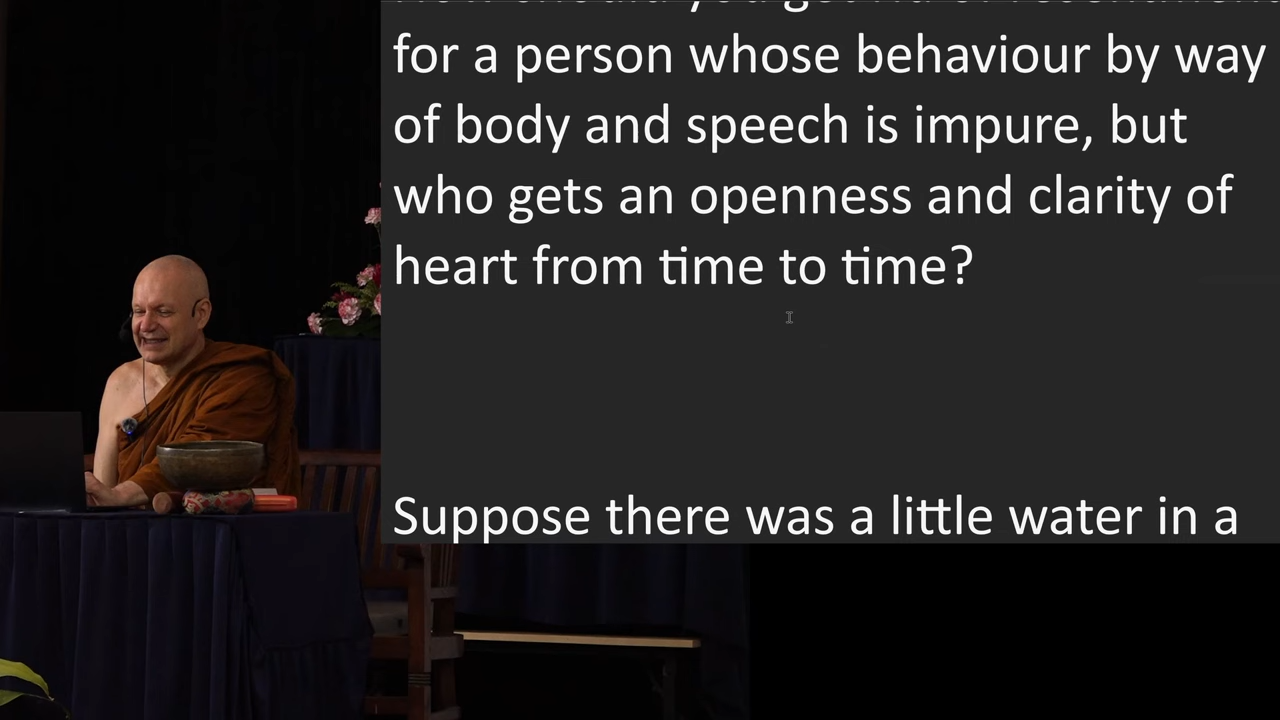 for a person whose behaviour by way
of body and speech is impure, but
who gets an openness and clarity of
heart from time to time?
Suppose there was a little water in a